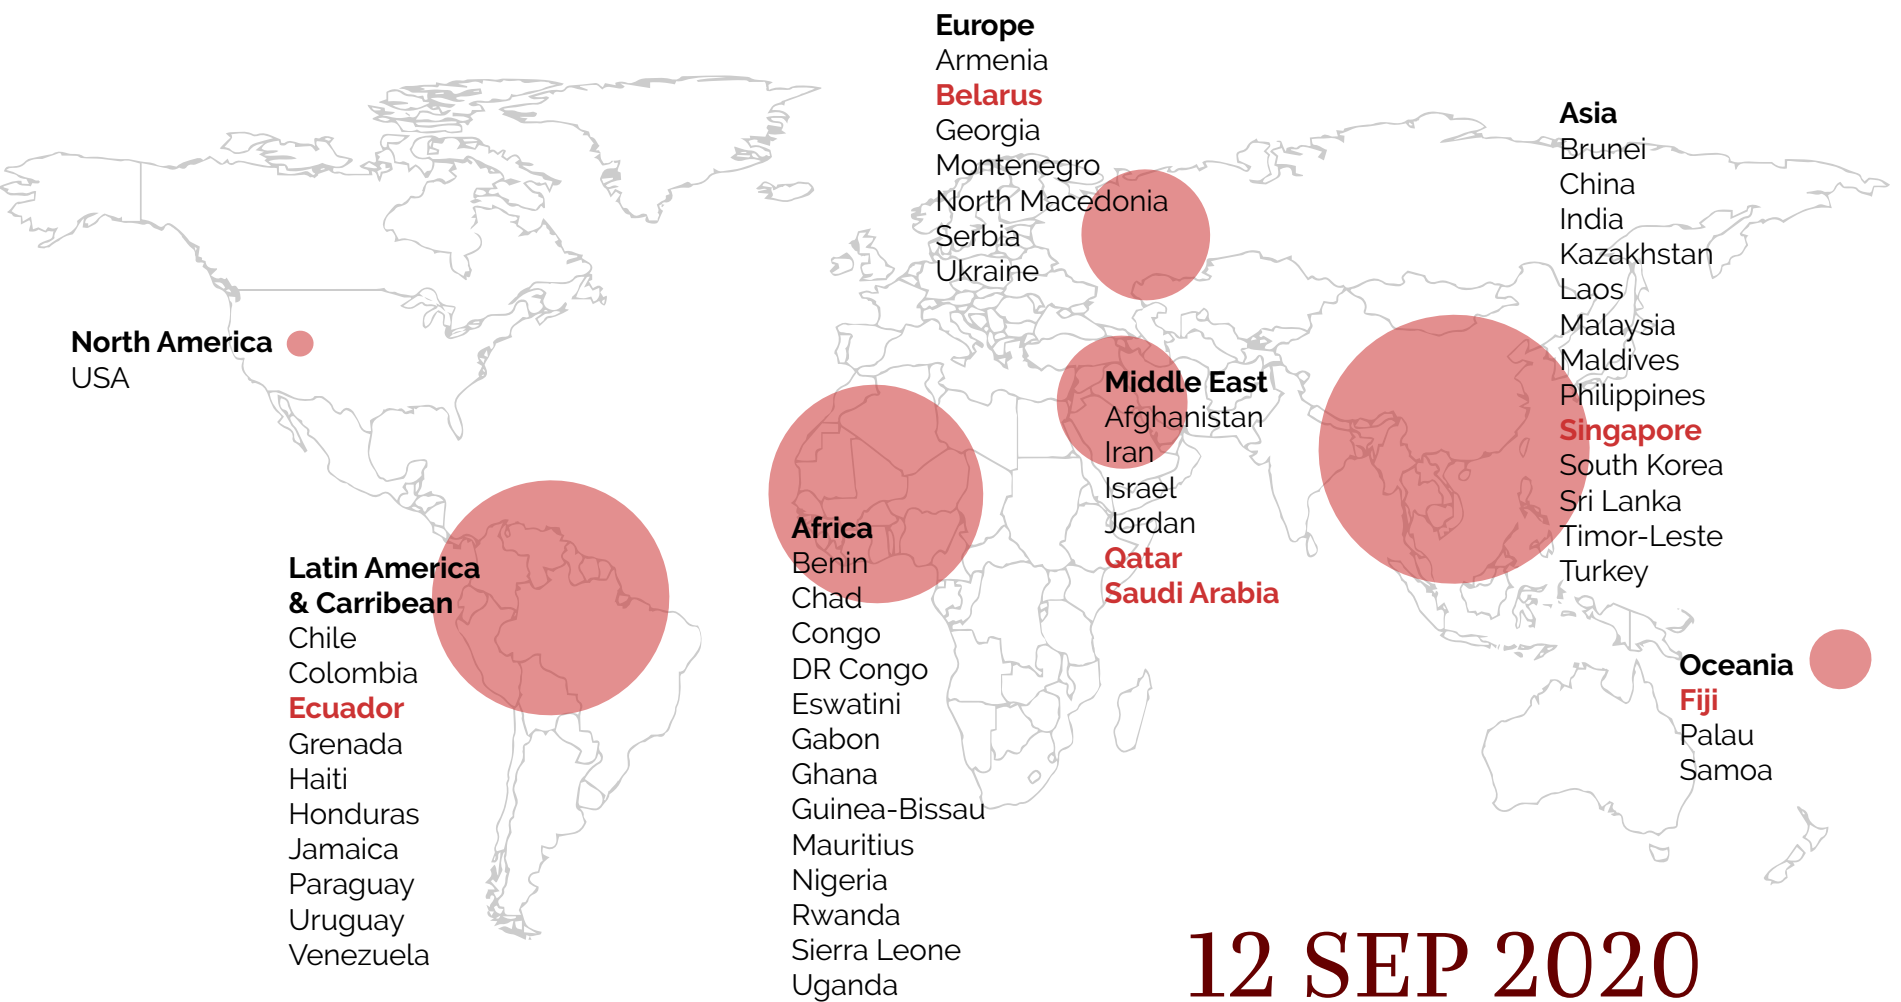 Europe
Armenia
Belarus
Georgia
Montenegro
North Macedonia
Serbia
Ukraine
Asia
Brunei
China
India
Kazakhstan
Laos
Malaysia
Maldives
Philippines
Singapore
South Korea
Sri Lanka
Timor-Leste
Turkey
North America
USA
Middle East
Afghanistan
Iran
Israel
Jordan
Qatar
Saudi Arabia
Latin America
& Carribean
Chile
Colombia
Ecuador
Grenada
Haiti
Honduras
Jamaica
Paraguay
Uruguay
Venezuela
Africa
Benin
Chad
Congo
DR Congo
Eswatini
Gabon
Ghana
Guinea-Bissau
Mauritius
Nigeria
Rwanda
Sierra Leone
Uganda
Oceania
Fiji
Palau
Samoa
12 SEP 2020